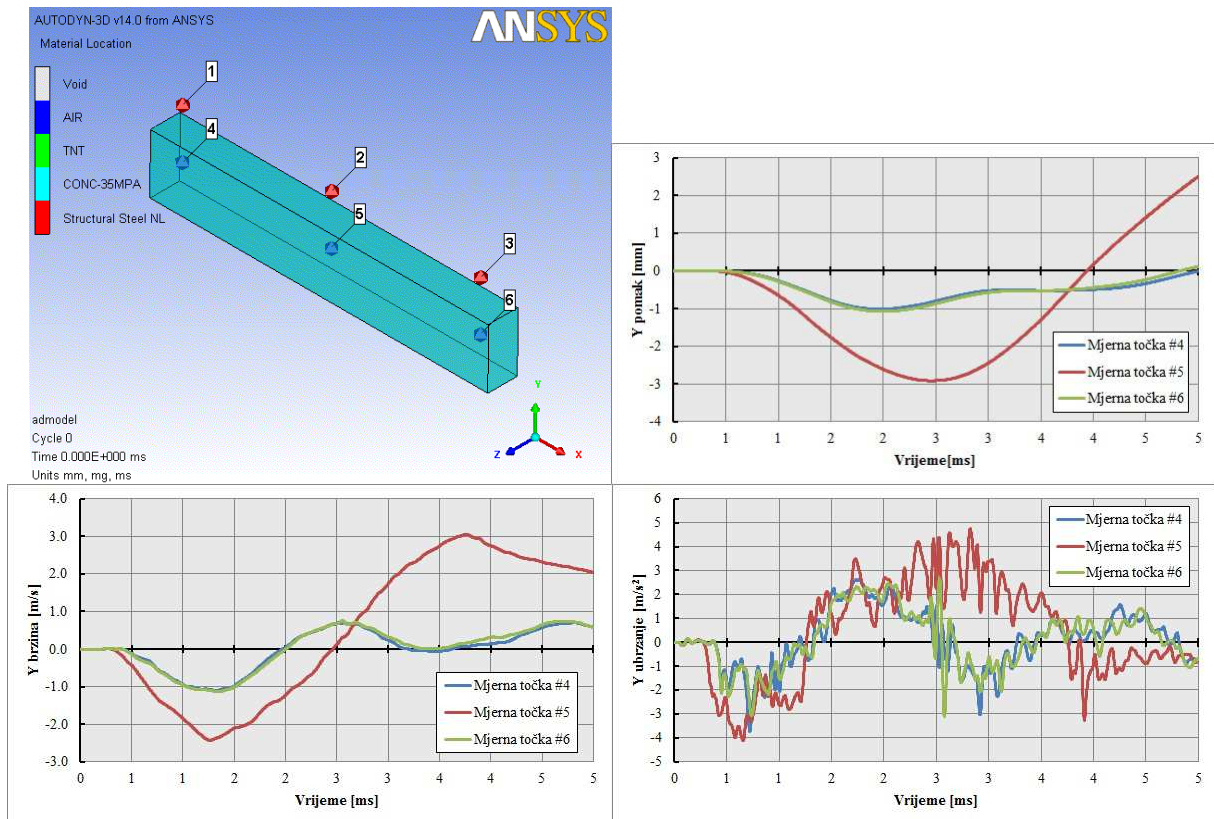 AUTODYN-3D v14.0 from ANSYS
Material Location
ANSYS
Void
AIR
TNT
CONC-35MPA
Structural Steel NL
1
4
2
5
3
6
Y
Z
X
admodel
Cycle 0
Time 0.000E+000 ms
Units mm, mg, ms
3
2
1
0
-1
-2
-3
-4
Y pomak [mm]
Mjerna točka #4
Mjerna točka #5
Mjerna točka #6
0 1 1 2 2 3 3 4 4 5 5
Vrijeme[ms]
4.0
3.0
2.0
1.0
0.0
-1.0
-2.0
-3.0
Y brzina [m/s]
Mjerna točka #4
Mjerna točka #5
Mjerna točka #6
0 1 1 2 2 3 3 4 4 5 5
Vrijeme [ms]
6
5
4
3
2
1
0
-1
-2
-3
-4
-5
Y ubrzanje [m/s²]
Mjerna točka #4
Mjerna točka #5
Mjerna točka #6
0 1 1 2 2 3 3 4 4 5 5
Vrijeme [ms]